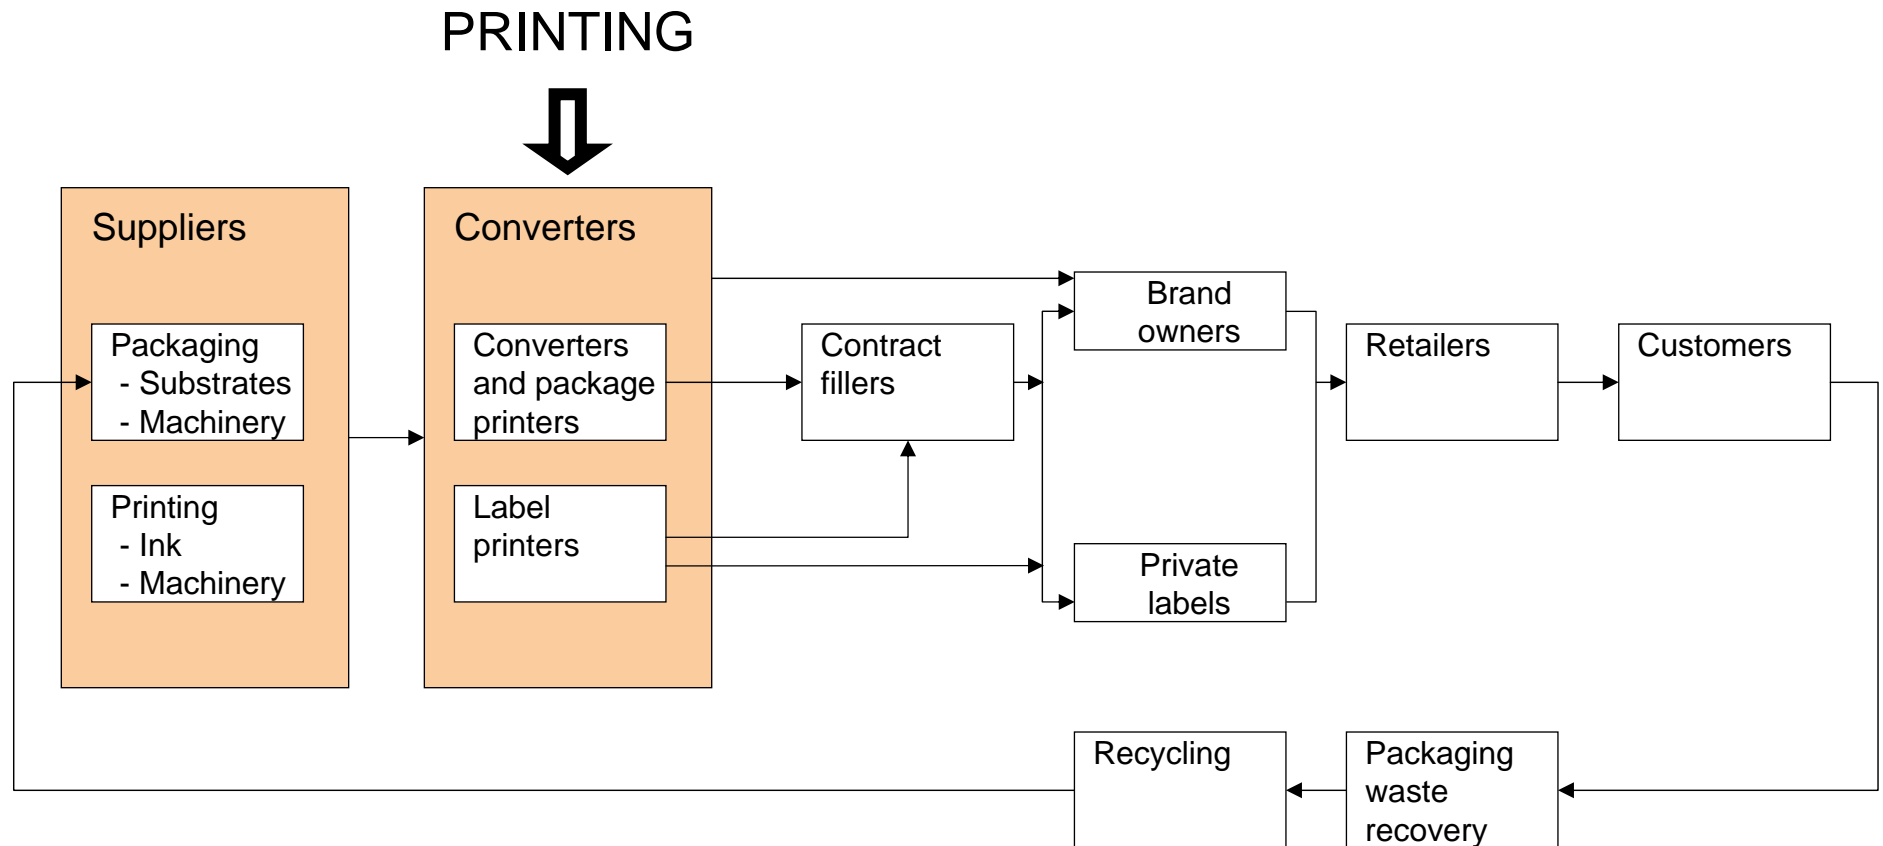 PRINTING
Suppliers
Packaging
- Substrates
- Machinery
Printing
- Ink
- Machinery
Converters
Converters
and package
printers
Label
printers
Contract
fillers
Brand
owners
Private
labels
Retailers
Customers
Recycling
Packaging
waste
recovery